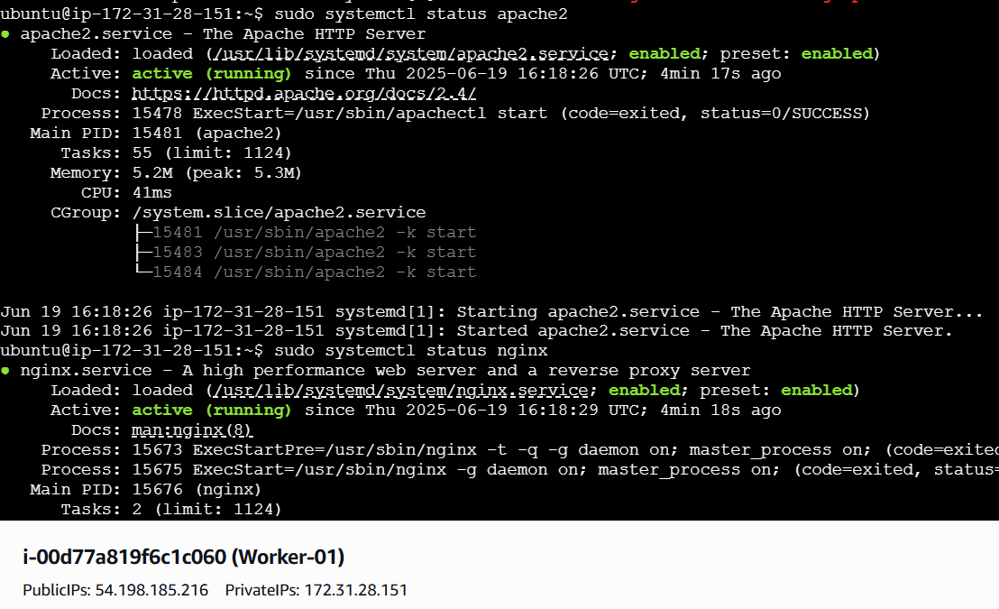 ubuntu@ip-172-31-28-151:~$ sudo systemctl status apache2
● apache2.service - The Apache HTTP Server
Loaded: loaded (/usr/lib/systemd/system/apache2.service; enabled; preset: enabled)
Active: active (running) since Thu 2025-06-19 16:18:26 UTC; 4min 17s ago
Docs: https://httpd.apache.org/docs/2.4/
Process: 15478 ExecStart=/usr/sbin/apachectl start (code=exited, status=0/SUCCESS)
Main PID: 15481 (apache2)
Tasks: 55 (limit: 1124)
Memory: 5.2M (peak: 5.3M)
CPU: 41ms
CGroup: /system.slice/apache2.service
├─15481 /usr/sbin/apache2 -k start
├─15483 /usr/sbin/apache2 -k start
└─15484 /usr/sbin/apache2 -k start
Jun 19 16:18:26 ip-172-31-28-151 systemd[1]: Starting apache2.service - The Apache HTTP Server...
Jun 19 16:18:26 ip-172-31-28-151 systemd[1]: Started apache2.service - The Apache HTTP Server.
ubuntu@ip-172-31-28-151:~$ sudo systemctl status nginx
● nginx.service - A high performance web server and a reverse proxy server
Loaded: loaded (/usr/lib/systemd/system/nginx.service; enabled; preset: enabled)
Active: active (running) since Thu 2025-06-19 16:18:29 UTC; 4min 18s ago
Docs: man:nginx(8)
Process: 15673 ExecStartPre=/usr/sbin/nginx -t -q -g daemon on; master_process on; (code=exited
Process: 15675 ExecStart=/usr/sbin/nginx -g daemon on; master_process on; (code=exited, status=
Main PID: 15676 (nginx)
Tasks: 2 (limit: 1124)
i-00d77a819f6c1c060 (Worker-01)
PublicIPs: 54.198.185.216 PrivateIPs: 172.31.28.151